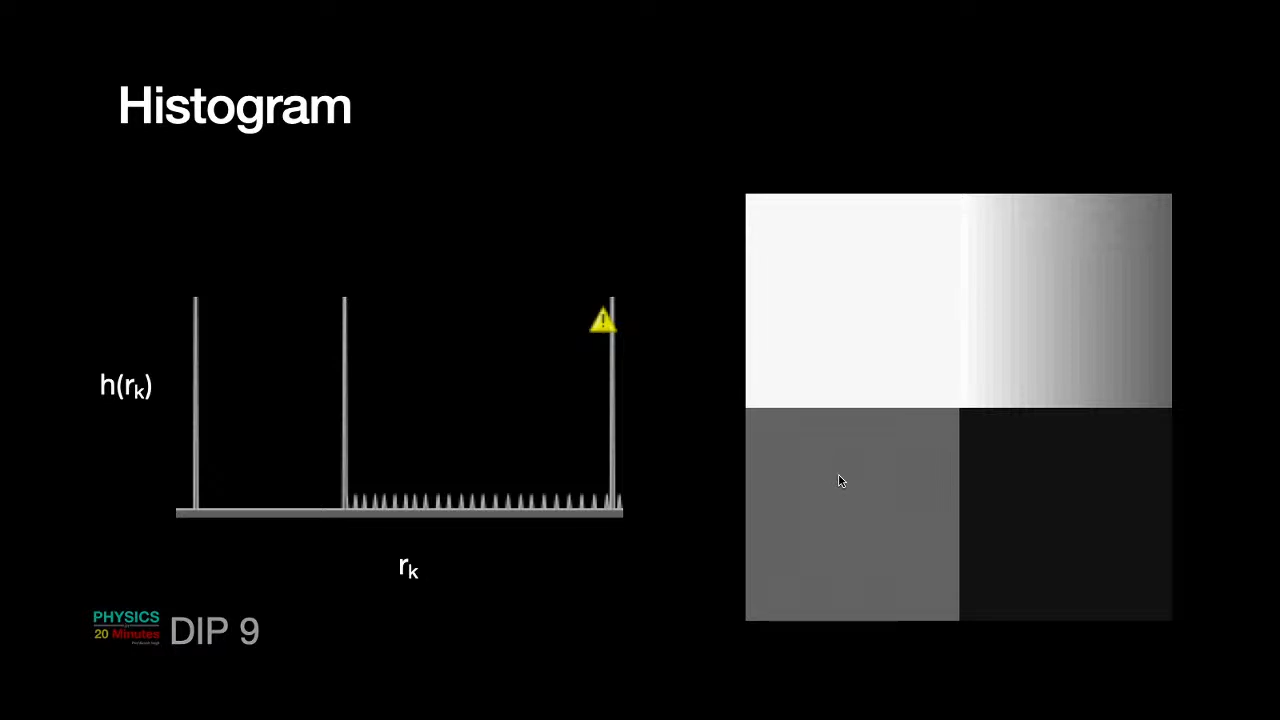 Histogram
h(rₖ)
rₖ
PHYSICS
20 Minutes
DIP 9